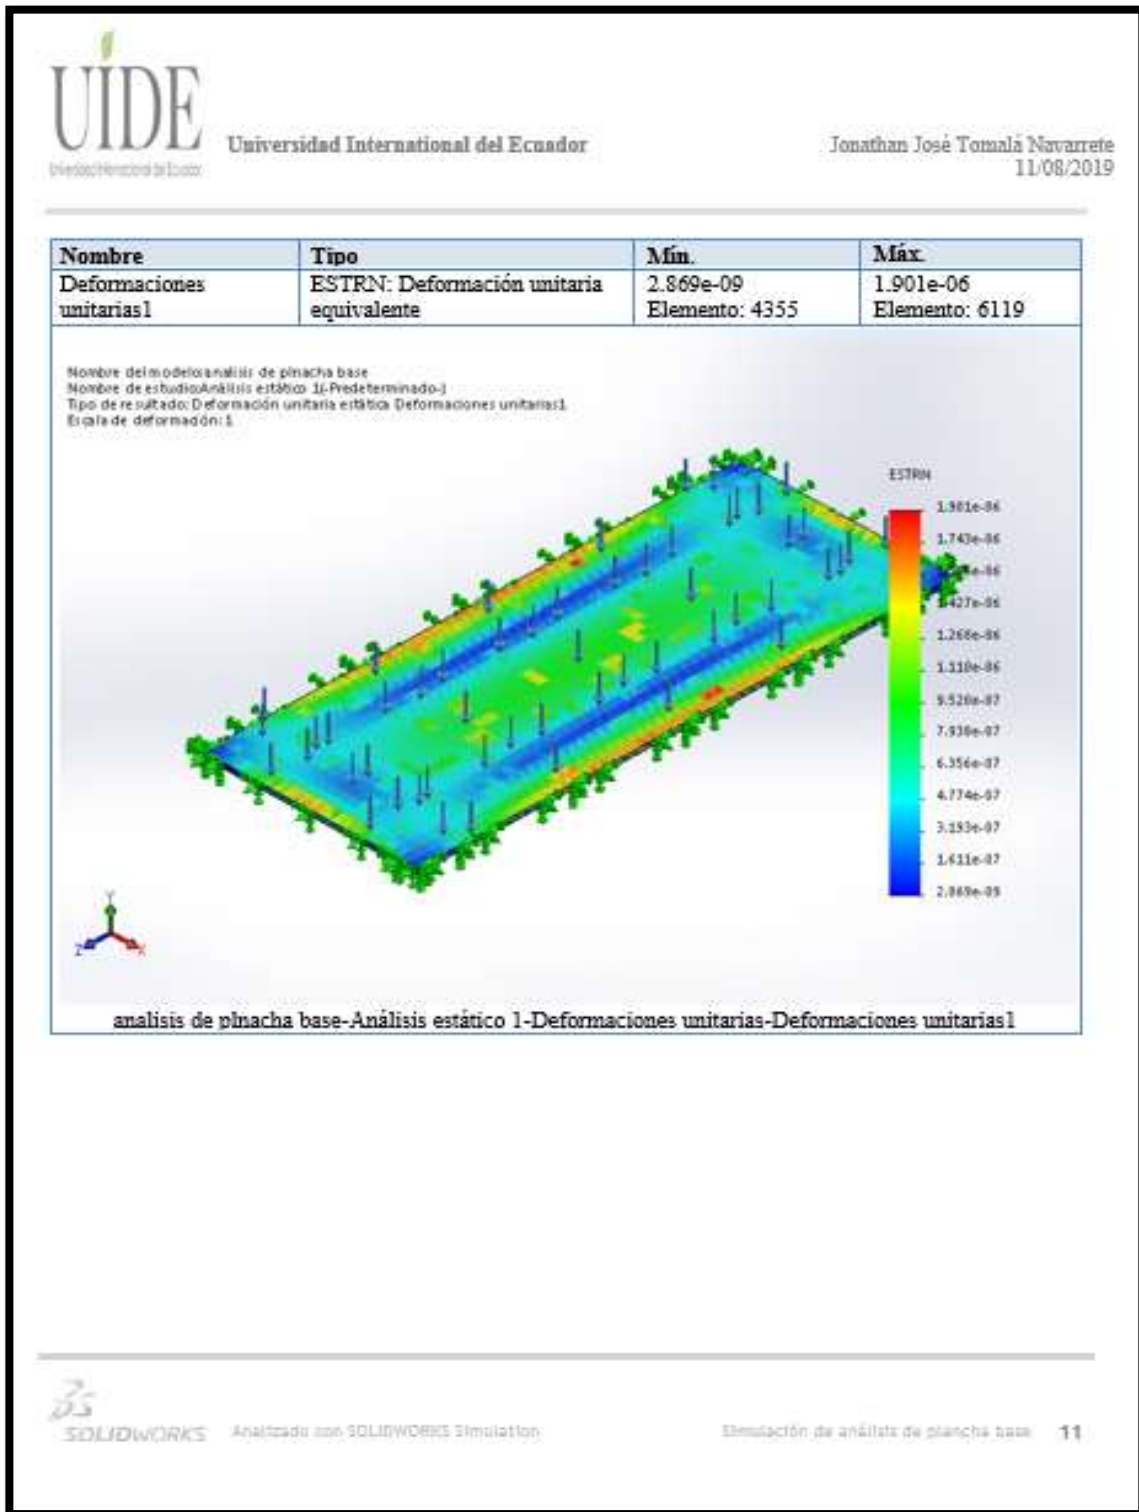 UIDE
Universidad International del Ecuador
Jonathan José Tomalá Navarrete
11/08/2019
Nombre Tipo Mín. Máx.
Deformaciones unitarias1 ESTRN: Deformación unitaria equivalente 2.869e-09 Elemento: 4355 1.901e-06 Elemento: 6119
Nombre del modelo:analisis de plnacha base
Nombre de estudio:Análisis estático 1(-Predeterminado-)
Tipo de resultado: Deformación unitaria estática Deformaciones unitarias1
Escala de deformación: 1
ESTRN
1.901e-06
1.743e-06
1.427e-06
1.268e-06
1.110e-06
9.520e-07
7.938e-07
6.356e-07
4.774e-07
3.193e-07
1.611e-07
2.869e-09
Y
Z
X
analisis de plnacha base-Análisis estático 1-Deformaciones unitarias-Deformaciones unitarias1
SOLIDWORKS
Analizado con SOLIDWORKS Simulation
Simulación de análisis de plancha base 11